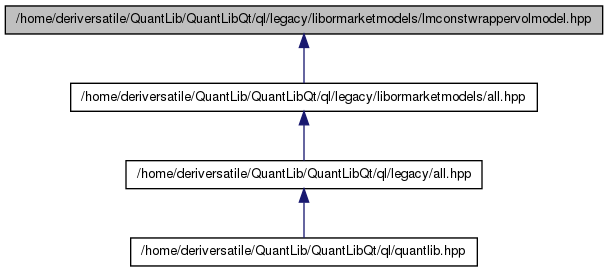 /home/deriversatile/QuantLib/QuantLibQt/ql/legacy/libormarketmodels/lmconstwrappervolmodel.hpp
/home/deriversatile/QuantLib/QuantLibQt/ql/legacy/libormarketmodels/all.hpp
/home/deriversatile/QuantLib/QuantLibQt/ql/legacy/all.hpp
/home/deriversatile/QuantLib/QuantLibQt/ql/quantlib.hpp